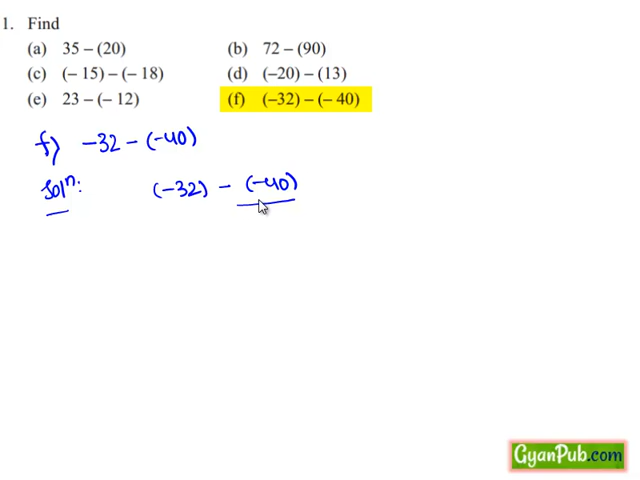 1. Find
(a) 35 – (20) (b) 72 – (90)
(c) (– 15) – (– 18) (d) (–20) – (13)
(e) 23 – (– 12) (f) (–32) – (– 40)
f) -32 - (-40)
Solⁿ: (-32) - (-40)
GyanPub.com